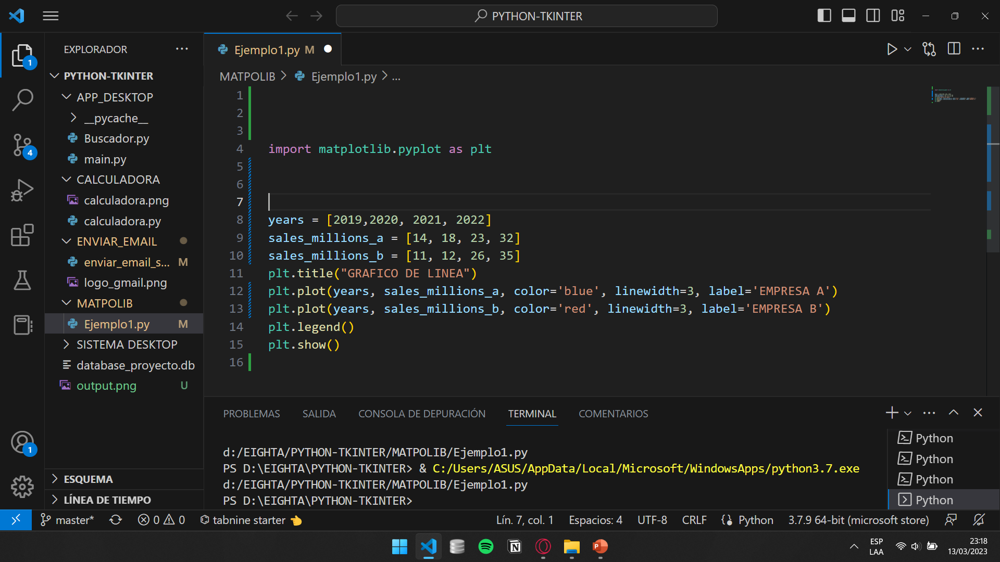 PYTHON-TKINTER
EXPLORADOR
PYTHON-TKINTER
APP_DESKTOP
__pycache__
Buscador.py
main.py
CALCULADORA
calculadora.png
calculadora.py
ENVIAR_EMAIL
enviar_email_s... M
logo_gmail.png
MATPOLIB
Ejemplo1.py M
SISTEMA DESKTOP
database_proyecto.db
output.png U
ESQUEMA
LÍNEA DE TIEMPO
1
4
1
Ejemplo1.py M
MATPOLIB > Ejemplo1.py > ...
1
2
3
4 import matplotlib.pyplot as plt
5
6
7
8 years = [2019,2020, 2021, 2022]
9 sales_millions_a = [14, 18, 23, 32]
10 sales_millions_b = [11, 12, 26, 35]
11 plt.title("GRAFICO DE LINEA")
12 plt.plot(years, sales_millions_a, color='blue', linewidth=3, label='EMPRESA A')
13 plt.plot(years, sales_millions_b, color='red', linewidth=3, label='EMPRESA B')
14 plt.legend()
15 plt.show()
16
PROBLEMAS SALIDA CONSOLA DE DEPURACIÓN TERMINAL COMENTARIOS
d:/EIGHTA/PYTHON-TKINTER/MATPOLIB/Ejemplo1.py
PS D:\EIGHTA\PYTHON-TKINTER> & C:/Users/ASUS/AppData/Local/Microsoft/WindowsApps/python3.7.exe
d:/EIGHTA/PYTHON-TKINTER/MATPOLIB/Ejemplo1.py
PS D:\EIGHTA\PYTHON-TKINTER>
Python
Python
Python
Python
master* 0 0 tabnine starter Lín. 7, col. 1 Espacios: 4 UTF-8 CRLF Python 3.7.9 64-bit (microsoft store)
ESP
LAA
23:18
13/03/2023